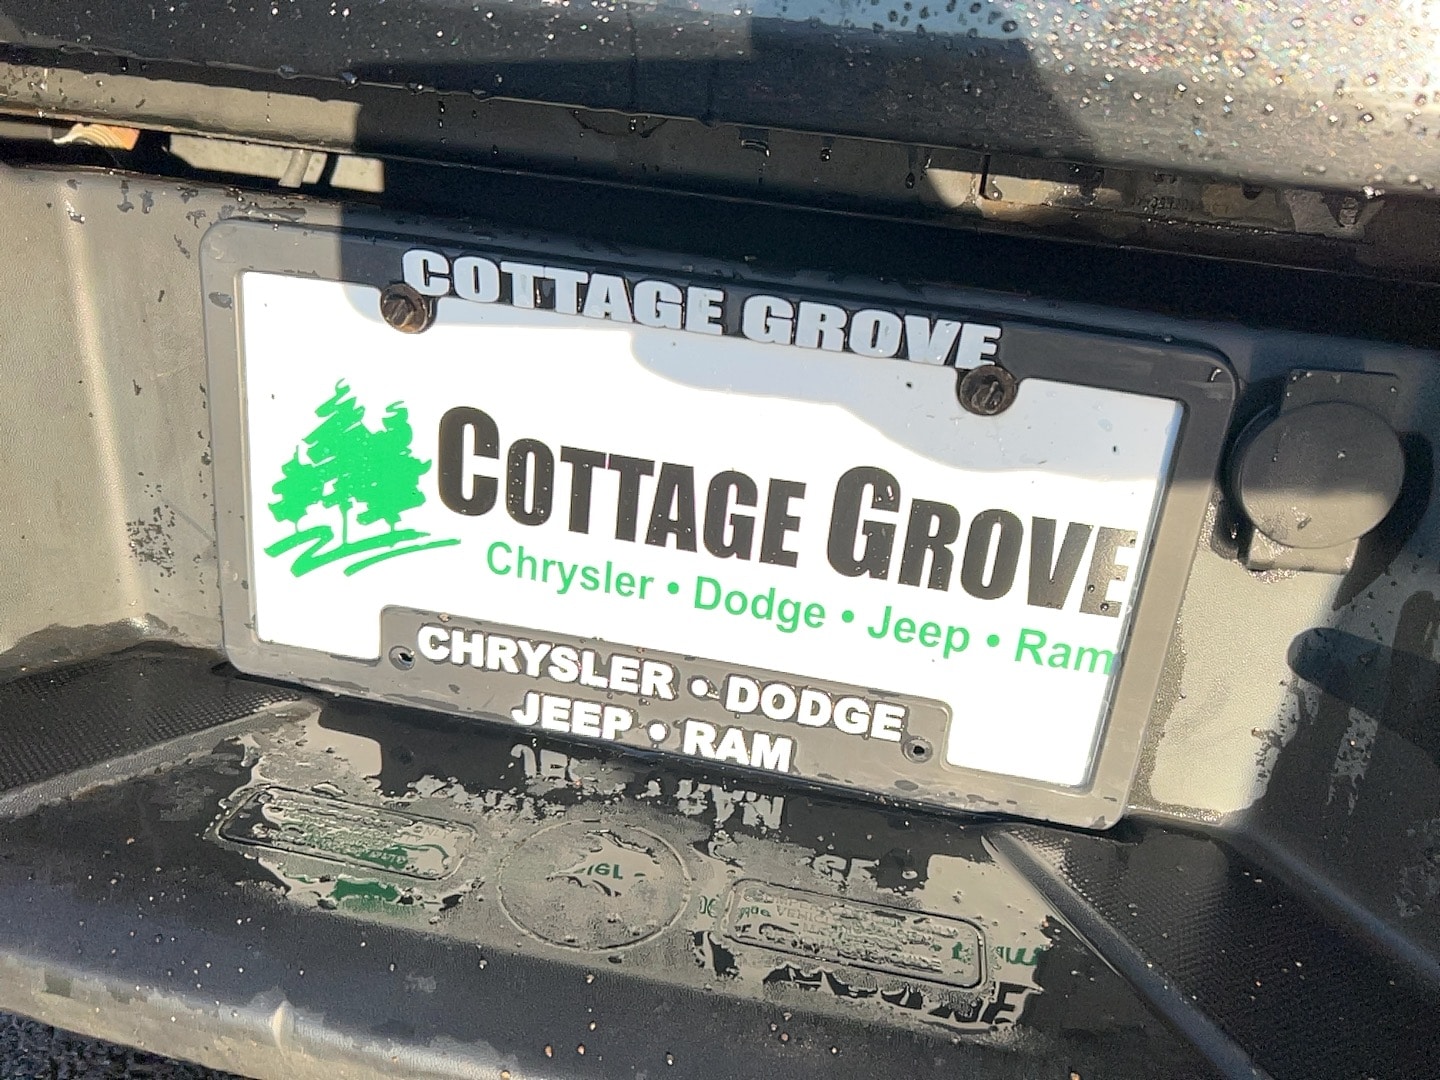 COTTAGE GROVE
COTTAGE GROVE
Chrysler • Dodge • Jeep • Ram
CHRYSLER • DODGE
JEEP • RAM